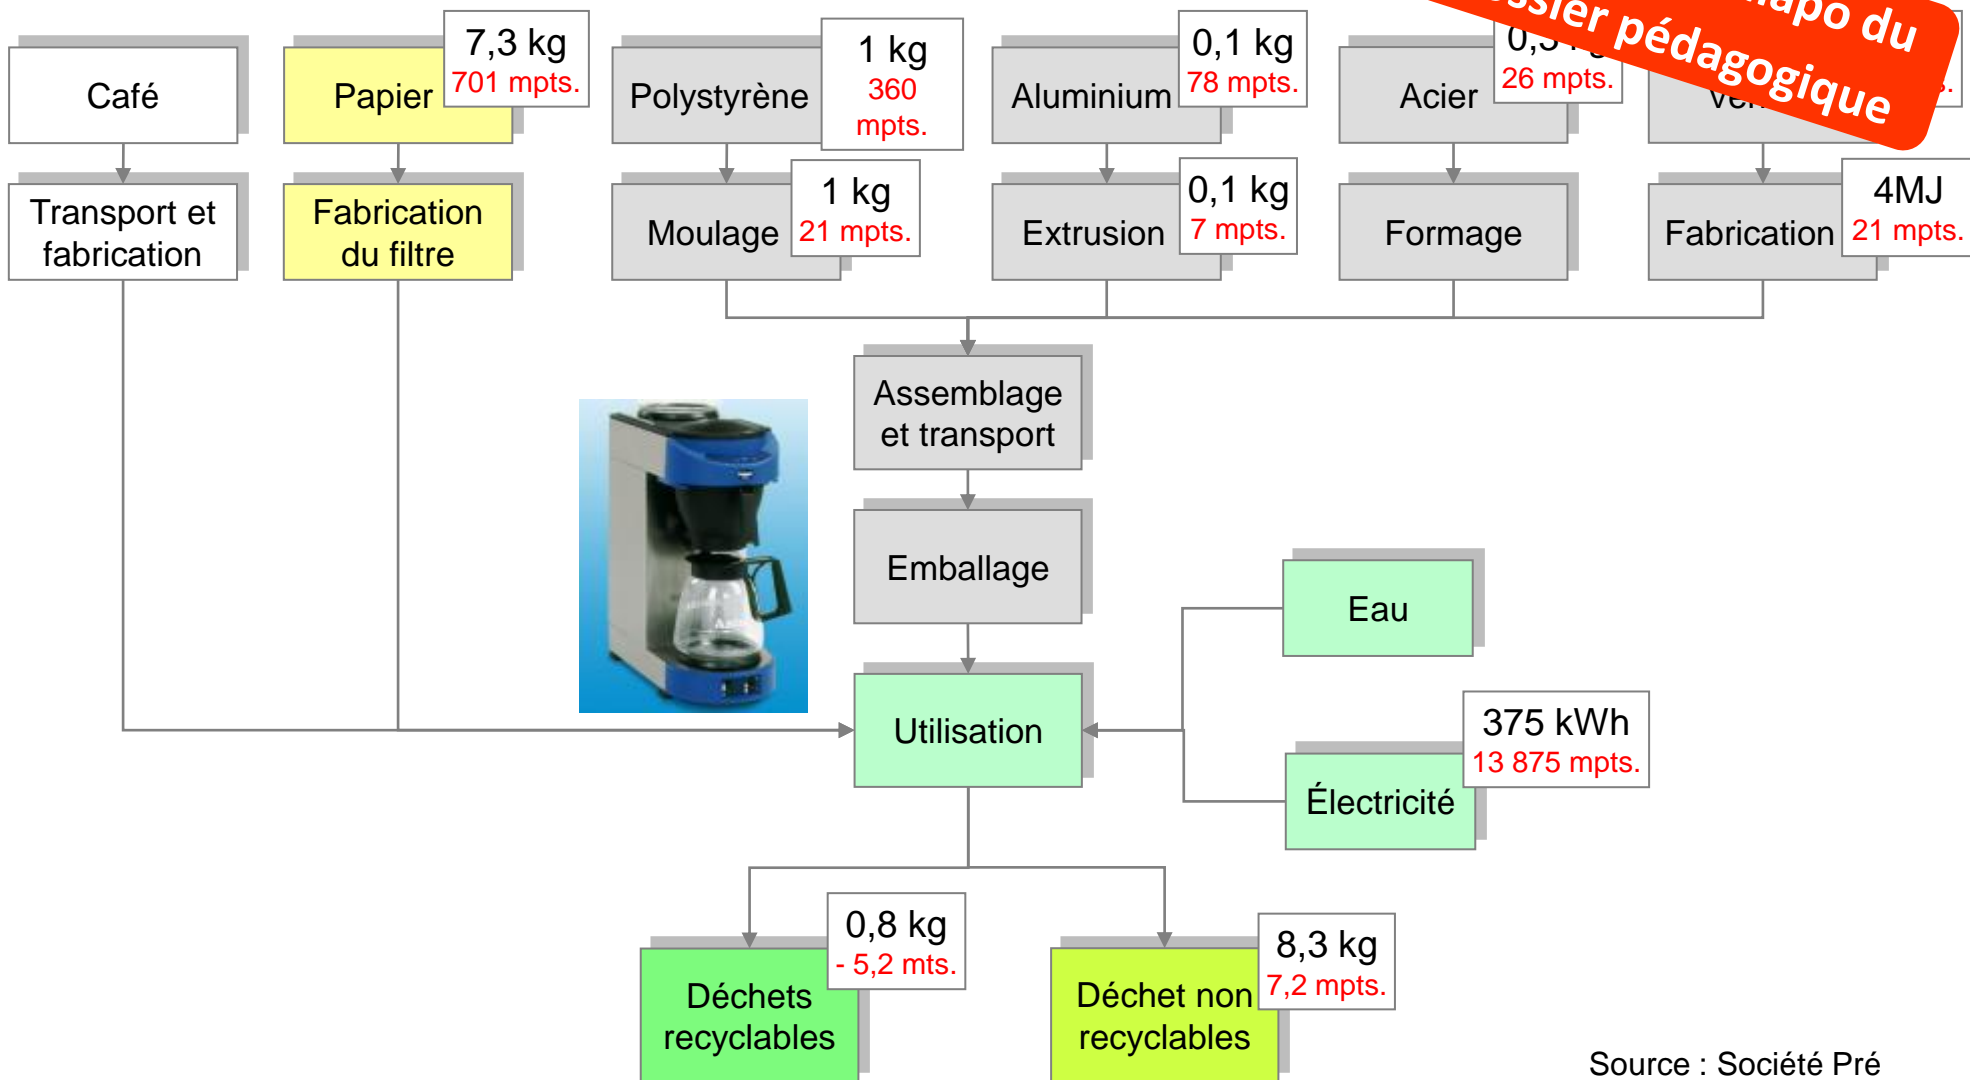 apo du
ssier pédagogique
Café
Papier
7,3 kg
701 mpts.
Polystyrène
1 kg
360
mpts.
Aluminium
0,1 kg
78 mpts.
Acier
26 mpts.
Transport et
fabrication
Fabrication
du filtre
Moulage
1 kg
21 mpts.
Extrusion
0,1 kg
7 mpts.
Formage
Fabrication
4MJ
21 mpts.
Assemblage
et transport
Emballage
Utilisation
Eau
Électricité
375 kWh
13 875 mpts.
Déchets
recyclables
0,8 kg
- 5,2 mts.
Déchet non
recyclables
8,3 kg
7,2 mpts.
Source : Société Pré